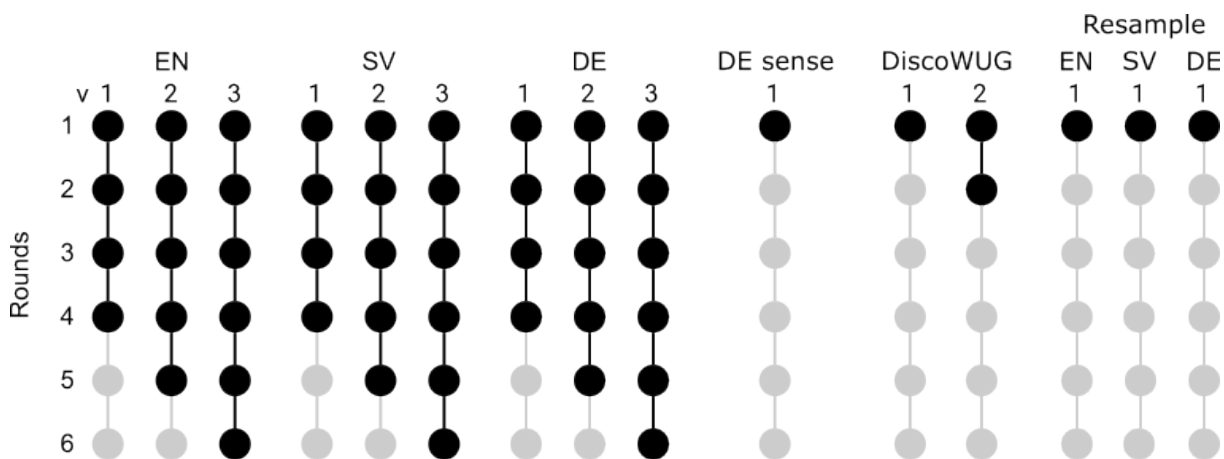 Resample
EN SV DE DE sense DiscoWUG EN SV DE
v 1 2 3 1 2 3 1 2 3 1 1 2 1 1 1
1
2
3
4
5
6
Rounds